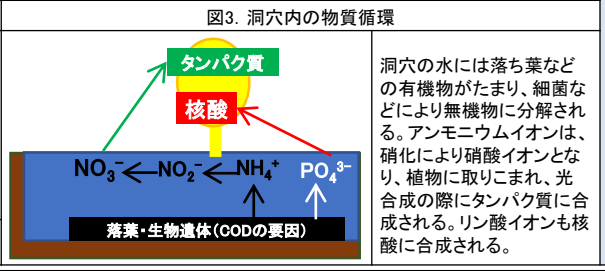 図3. 洞穴内の物質循環
タンパク質
核酸
NO₃⁻←NO₂⁻←NH₄⁺ PO₄³⁻
落葉・生物遺体(CODの要因)
洞穴の水には落ち葉など
の有機物がたまり、細菌な
どにより無機物に分解され
る。アンモニウムイオンは、
硝化により硝酸イオンとな
り、植物に取りこまれ、光
合成の際にタンパク質に合
成される。リン酸イオンも核
酸に合成される。